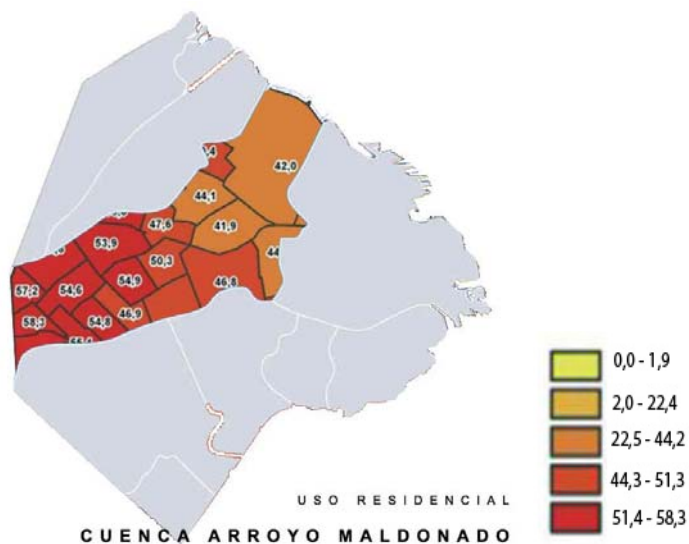 42,0
44,1
41,9
47,6
53,9
50,3
44
46,8
54,9
57,2
54,6
46,9
58,3
54,8
0,0 - 1,9
2,0 - 22,4
22,5 - 44,2
44,3 - 51,3
51,4 - 58,3
USO RESIDENCIAL
CUENCA ARROYO MALDONADO